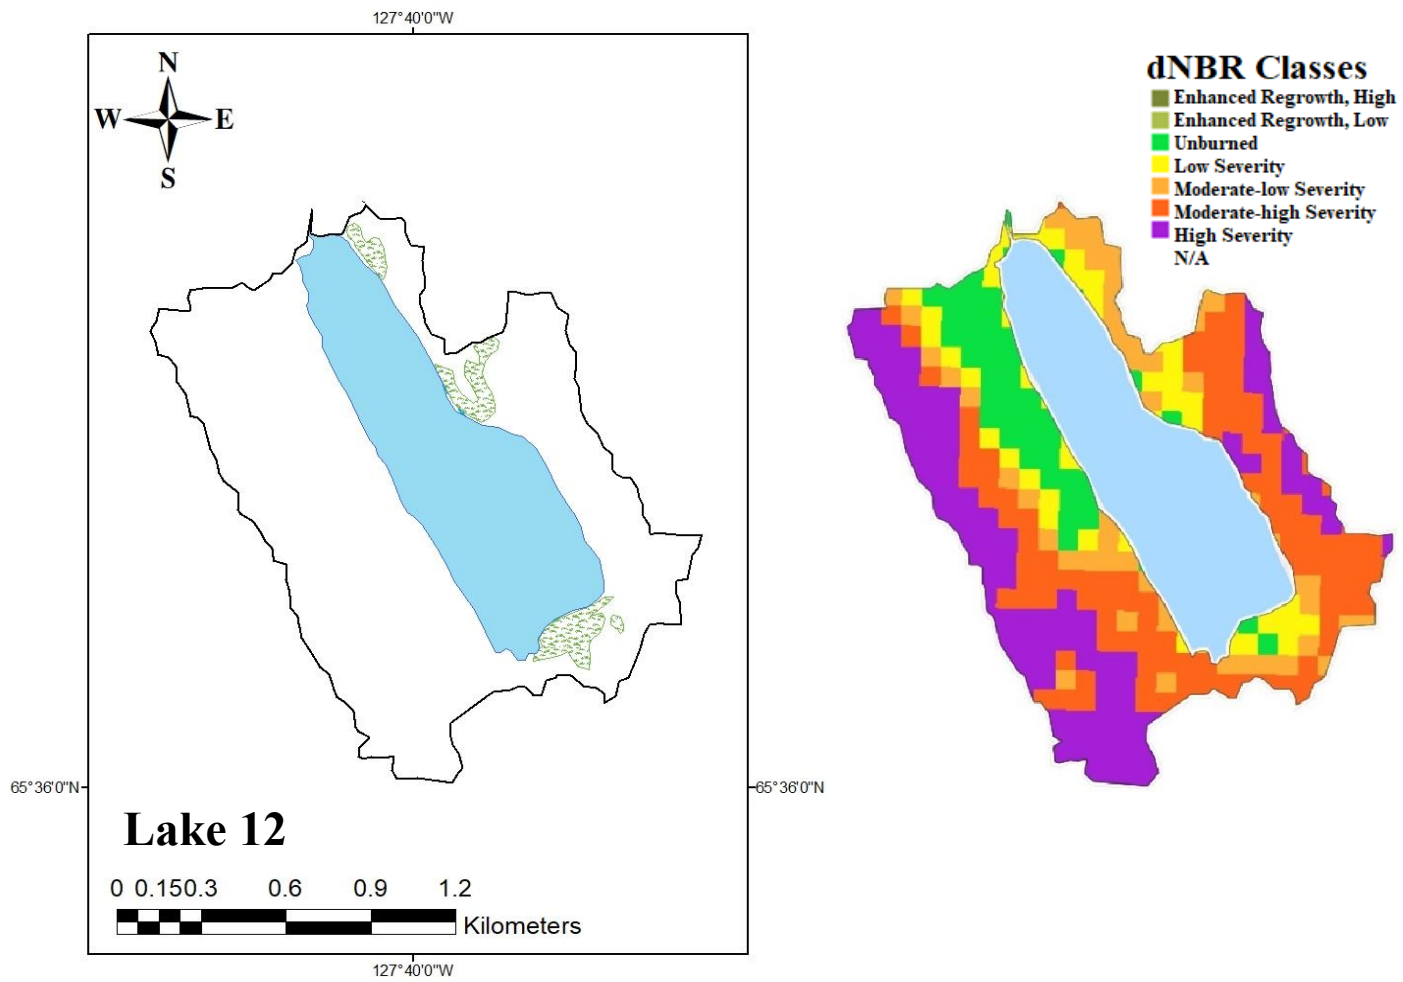 127°40'0"W
N
W E
S
dNBR Classes
Enhanced Regrowth, High
Enhanced Regrowth, Low
Unburned
Low Severity
Moderate-low Severity
Moderate-high Severity
High Severity
N/A
65°36'0"N
65°36'0"N
Lake 12
0 0.150.3 0.6 0.9 1.2
Kilometers
127°40'0"W